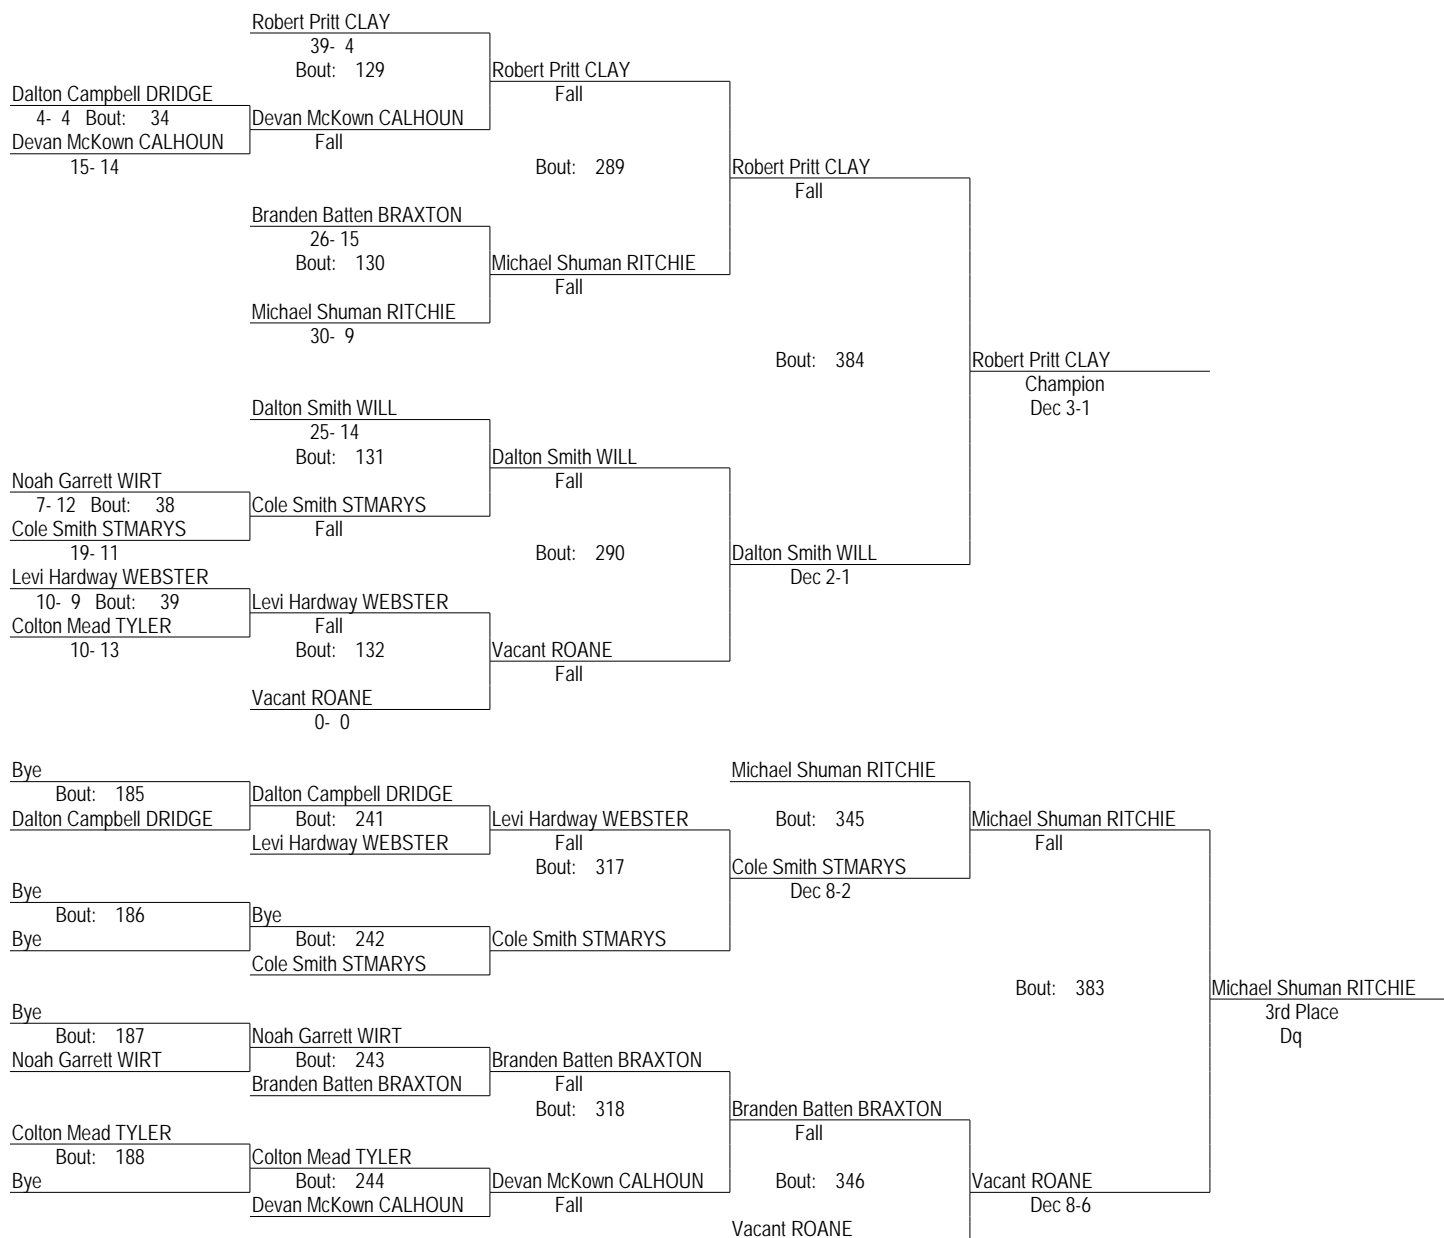 Robert Pritt CLAY
39- 4
Bout: 129 Robert Pritt CLAY
Dalton Campbell DRIDGE Fall
4- 4 Bout: 34 Devan McKown CALHOUN
Devan McKown CALHOUN Fall
15- 14 Bout: 289 Robert Pritt CLAY
Fall
Branden Batten BRAXTON
26- 15
Bout: 130 Michael Shuman RITCHIE
Fall
Michael Shuman RITCHIE
30- 9
Bout: 384 Robert Pritt CLAY
Champion
Dalton Smith WILL Dec 3-1
25- 14
Bout: 131 Dalton Smith WILL
Noah Garrett WIRT Fall
7- 12 Bout: 38 Cole Smith STMARYS
Cole Smith STMARYS Fall
19- 11 Bout: 290 Dalton Smith WILL
Levi Hardway WEBSTER Dec 2-1
10- 9 Bout: 39 Levi Hardway WEBSTER
Colton Mead TYLER Fall
10- 13 Bout: 132 Vacant ROANE
Fall
Vacant ROANE
0- 0
Bye Michael Shuman RITCHIE
Bout: 185 Dalton Campbell DRIDGE
Dalton Campbell DRIDGE Bout: 241 Levi Hardway WEBSTER Bout: 345 Michael Shuman RITCHIE
Levi Hardway WEBSTER Fall Fall
Bout: 317 Cole Smith STMARYS
Bye Dec 8-2
Bout: 186 Bye
Bye Bout: 242 Cole Smith STMARYS
Cole Smith STMARYS
Bout: 383 Michael Shuman RITCHIE
Bye 3rd Place
Bout: 187 Noah Garrett WIRT Dq
Noah Garrett WIRT Bout: 243 Branden Batten BRAXTON
Branden Batten BRAXTON Fall
Bout: 318 Branden Batten BRAXTON
Colton Mead TYLER Fall
Bout: 188 Colton Mead TYLER
Bye Bout: 244 Devan McKown CALHOUN Bout: 346 Vacant ROANE
Devan McKown CALHOUN Fall Dec 8-6
Vacant ROANE